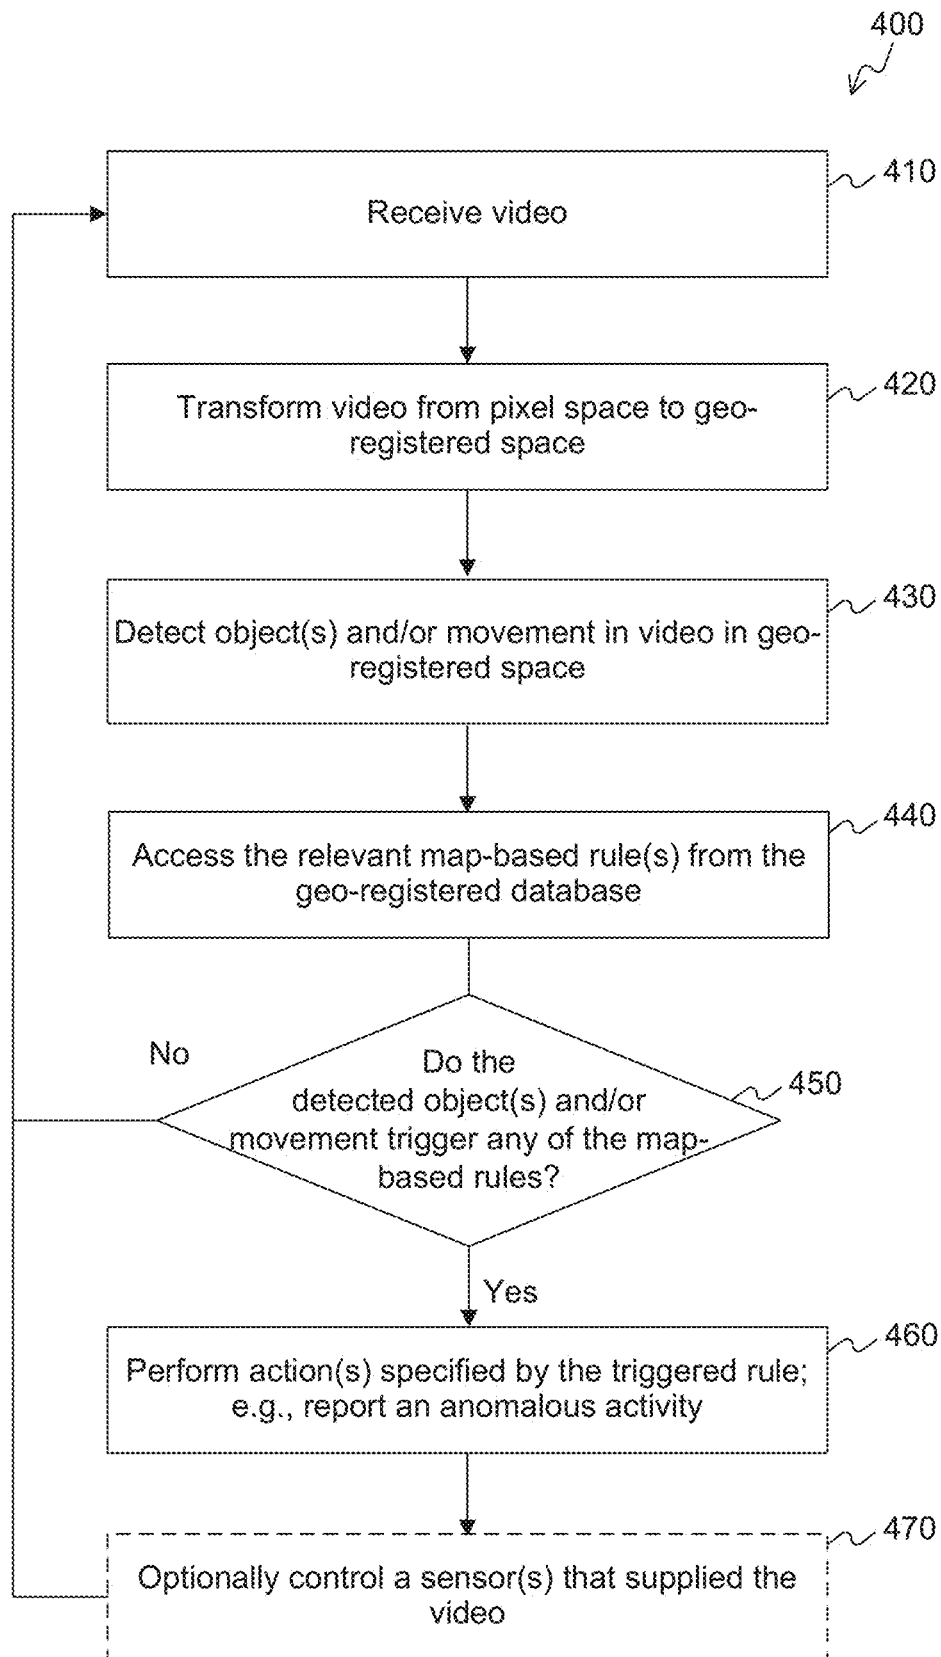 400
410
Receive video
420
Transform video from pixel space to geo-
registered space
430
Detect object(s) and/or movement in video in geo-
registered space
440
Access the relevant map-based rule(s) from the
geo-registered database
No
Do the
detected object(s) and/or
movement trigger any of the map-
based rules?
450
Yes
460
Perform action(s) specified by the triggered rule;
e.g., report an anomalous activity
470
Optionally control a sensor(s) that supplied the
video